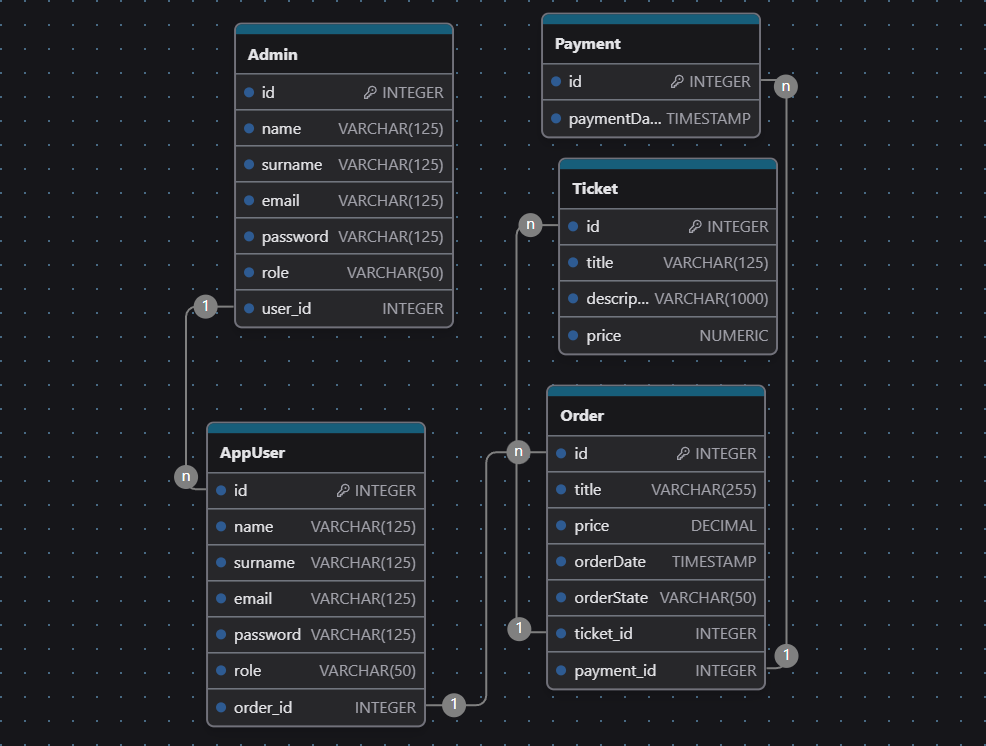 Admin
id INTEGER
name VARCHAR(125)
surname VARCHAR(125)
email VARCHAR(125)
password VARCHAR(125)
role VARCHAR(50)
1 user_id INTEGER
Payment
id INTEGER n
paymentDa... TIMESTAMP
Ticket
n id INTEGER
title VARCHAR(125)
descrip... VARCHAR(1000)
price NUMERIC
AppUser
n id INTEGER
name VARCHAR(125)
surname VARCHAR(125)
email VARCHAR(125)
password VARCHAR(125)
role VARCHAR(50)
order_id INTEGER 1
Order
n id INTEGER
title VARCHAR(255)
price DECIMAL
orderDate TIMESTAMP
orderState VARCHAR(50)
1 ticket_id INTEGER
payment_id INTEGER 1